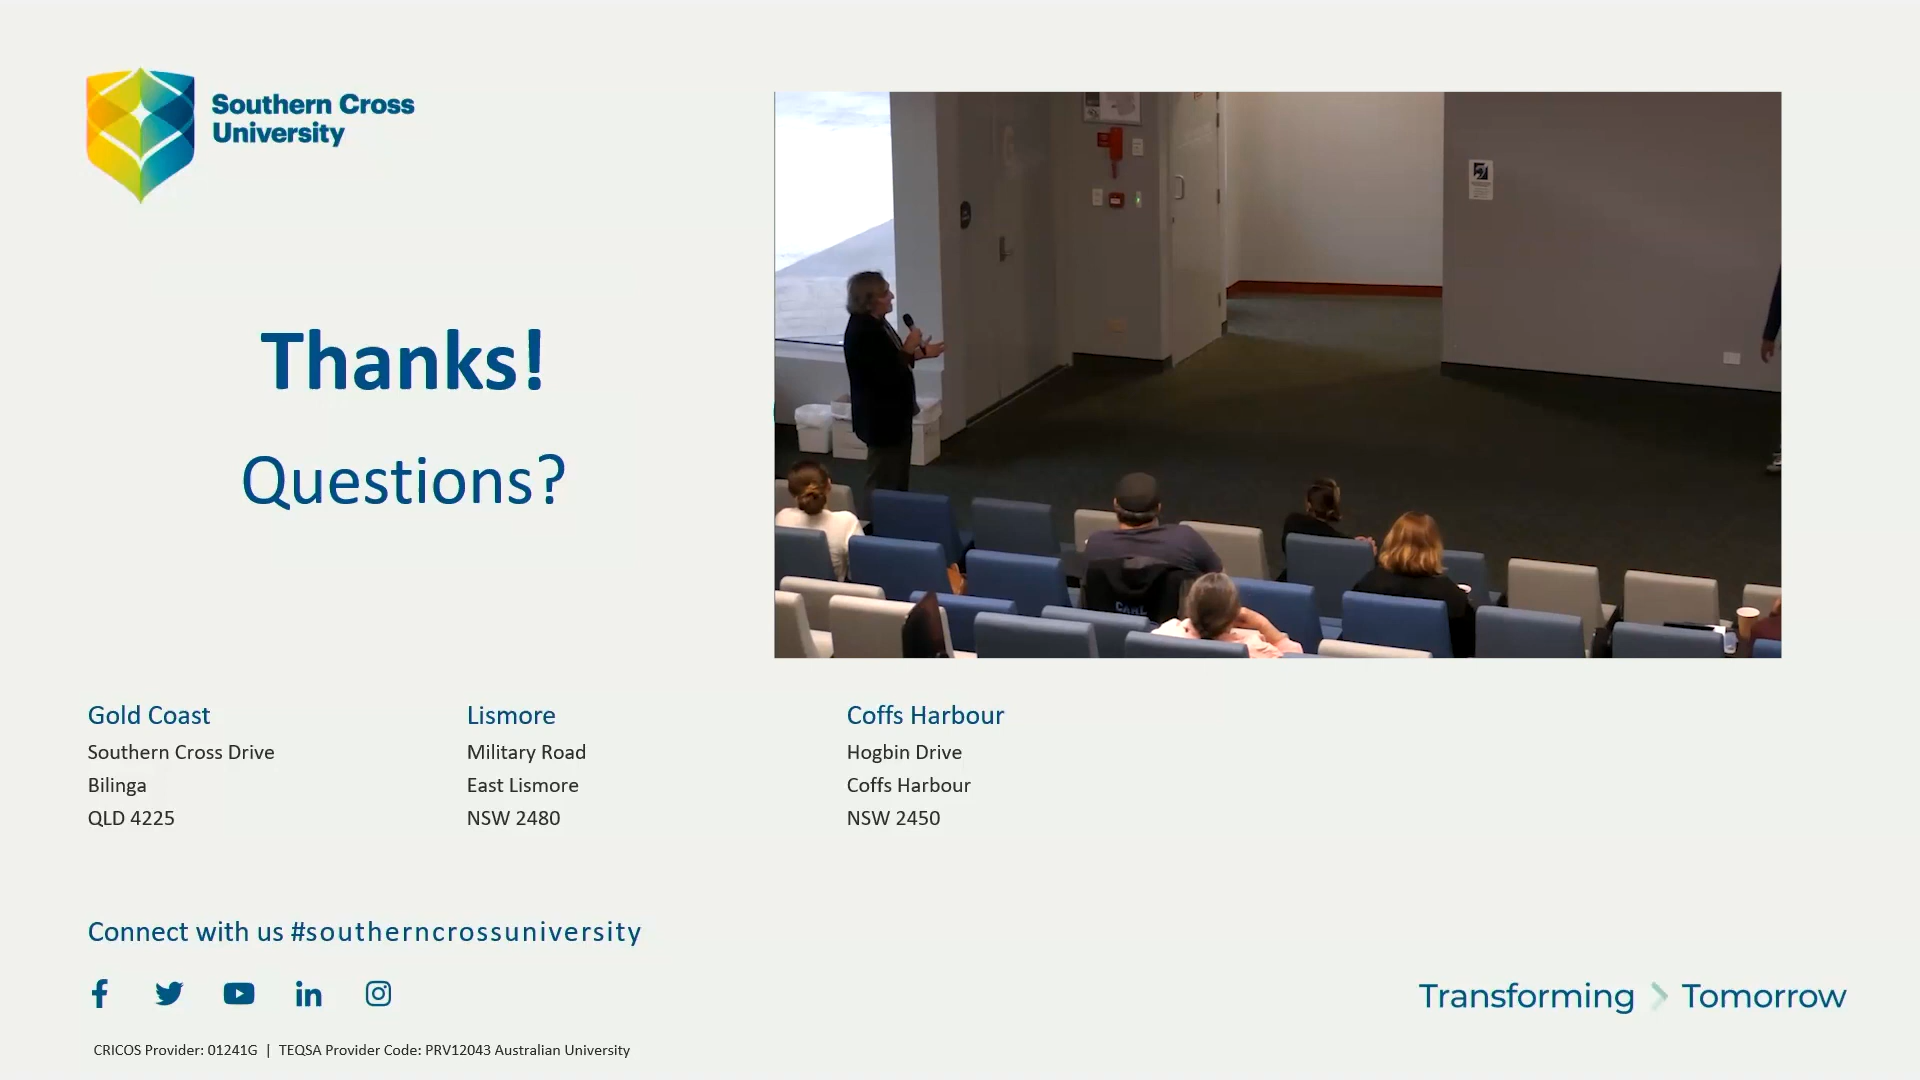 Southern Cross
University
Thanks!
Questions?
CARL
Gold Coast
Southern Cross Drive
Bilinga
QLD 4225
Lismore
Military Road
East Lismore
NSW 2480
Coffs Harbour
Hogbin Drive
Coffs Harbour
NSW 2450
Connect with us #southerncrossuniversity
Transforming > Tomorrow
CRICOS Provider: 01241G | TEQSA Provider Code: PRV12043 Australian University